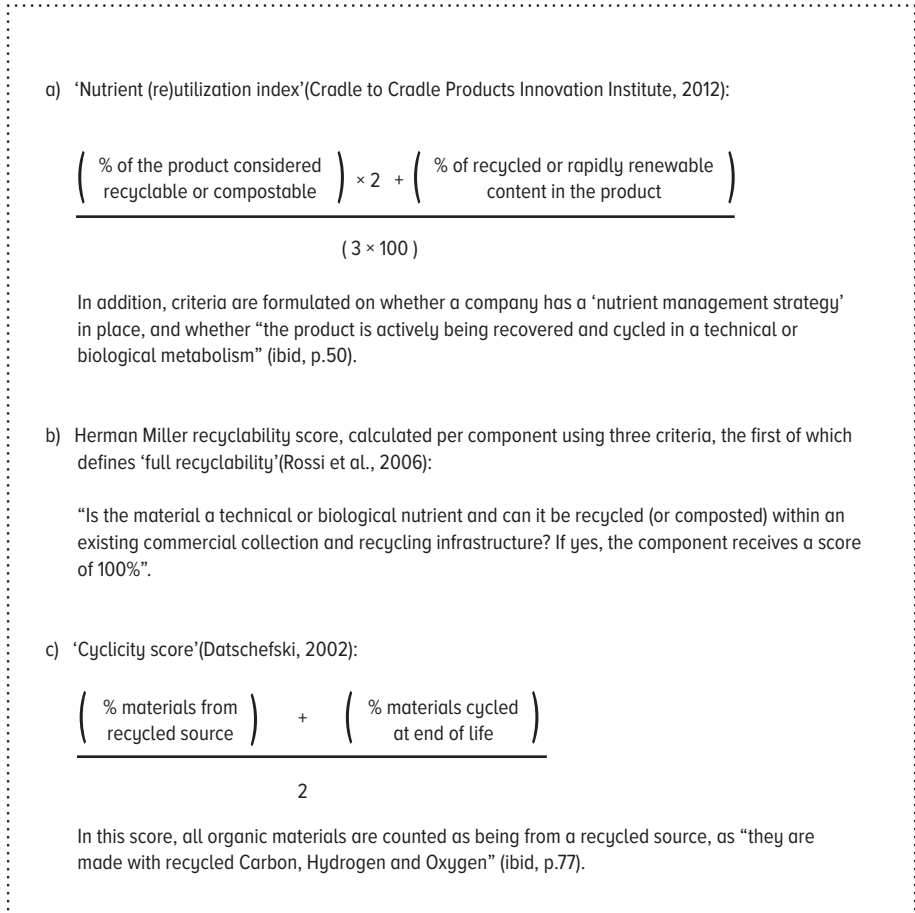 a) ‘Nutrient (re)utilization index’(Cradle to Cradle Products Innovation Institute, 2012):
( % of the product considered recyclable or compostable ) × 2 + ( % of recycled or rapidly renewable content in the product )
( 3 × 100 )
In addition, criteria are formulated on whether a company has a ‘nutrient management strategy’
in place, and whether “the product is actively being recovered and cycled in a technical or
biological metabolism” (ibid, p.50).
b) Herman Miller recyclability score, calculated per component using three criteria, the first of which
defines ‘full recyclability’(Rossi et al., 2006):
“Is the material a technical or biological nutrient and can it be recycled (or composted) within an
existing commercial collection and recycling infrastructure? If yes, the component receives a score
of 100%”.
c) ‘Cyclicity score’(Datschefski, 2002):
( % materials from recycled source ) + ( % materials cycled at end of life )
2
In this score, all organic materials are counted as being from a recycled source, as “they are
made with recycled Carbon, Hydrogen and Oxygen” (ibid, p.77).